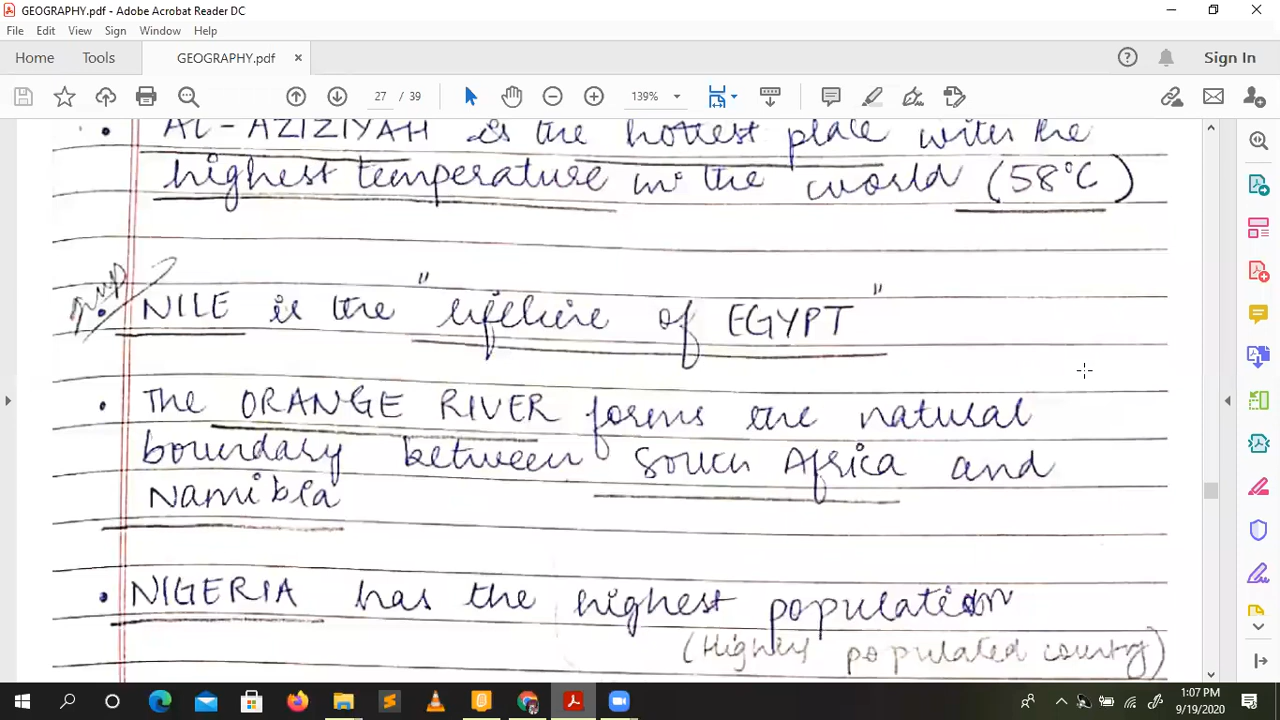 GEOGRAPHY.pdf - Adobe Acrobat Reader DC
File Edit View Sign Window Help
Home Tools GEOGRAPHY.pdf × Sign In
27 / 39 139%
• AL-AZIZIYAH is the hottest place with the
highest temperature in the world (58°C)
Imp
• NILE is the "lifeline of EGYPT"
• The ORANGE RIVER forms the natural
boundary between South Africa and
Namibia
• NIGERIA has the highest population
(Highly populated country)
1:07 PM
9/19/2020